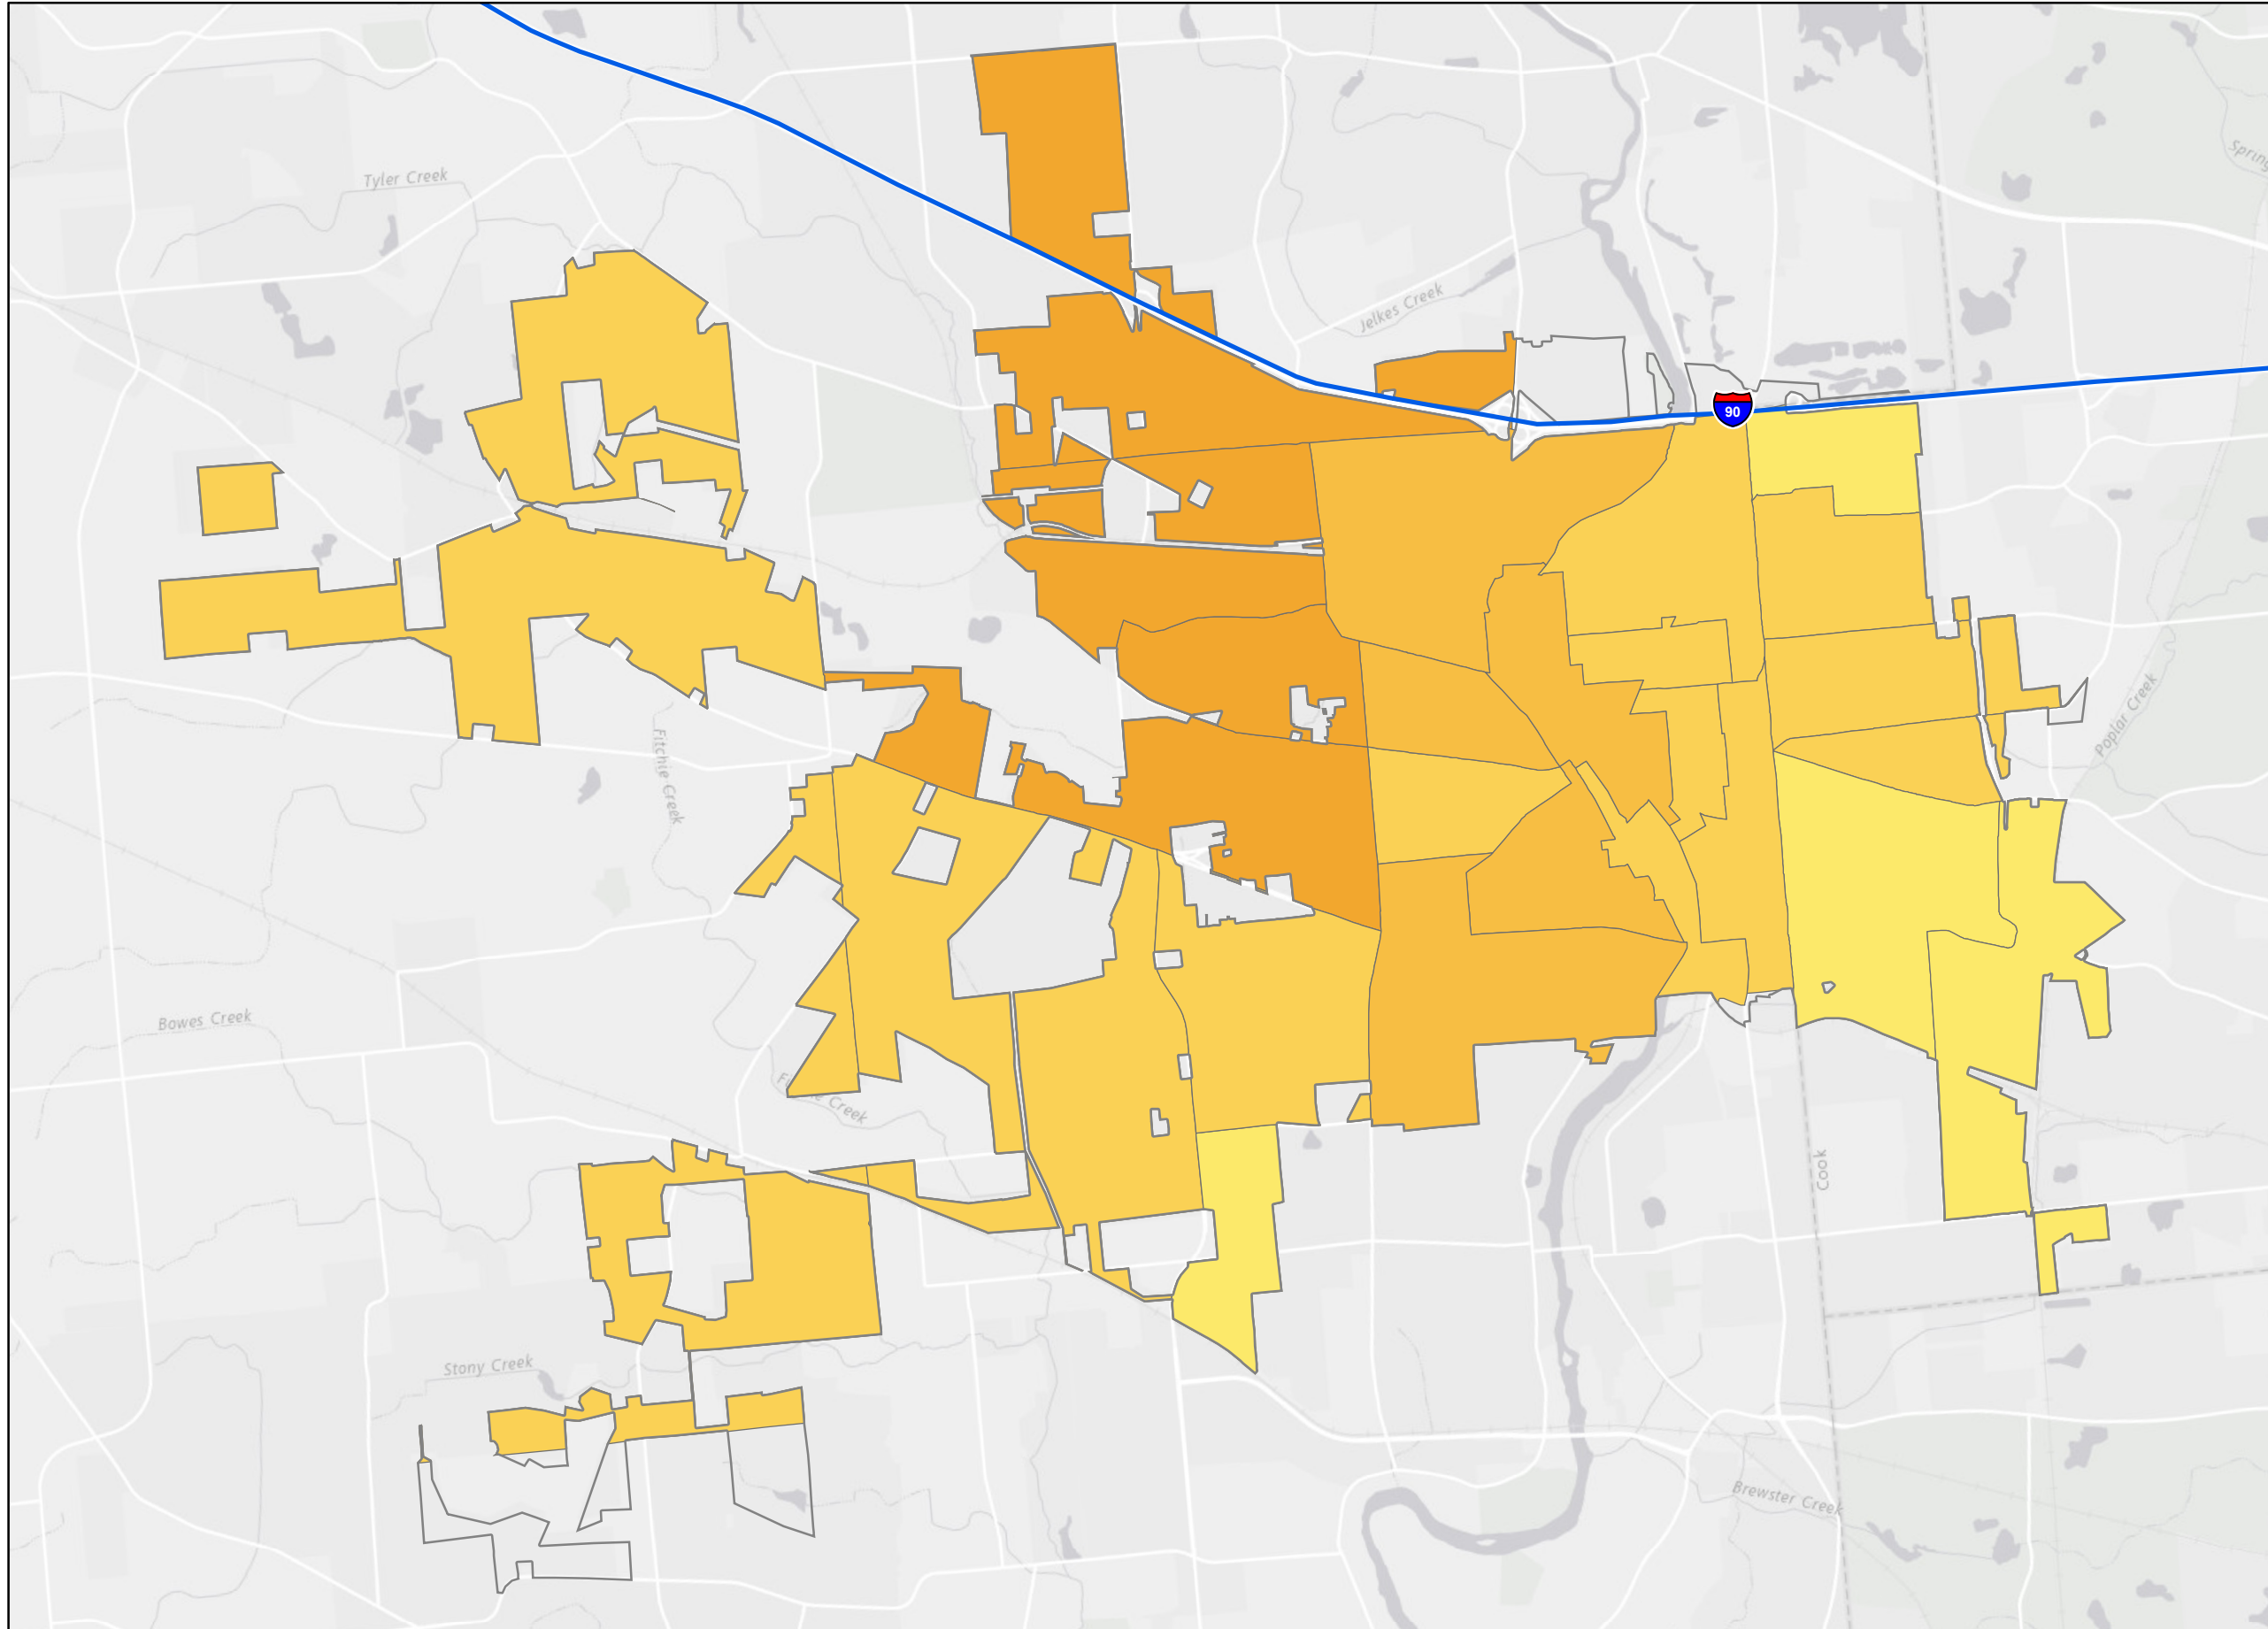 Spring
Tyler Creek
Jelkes Creek
90
Poplar Creek
Fitchie Creek
Bowes Creek
Creek
Cook
Stony Creek
Brewster Creek